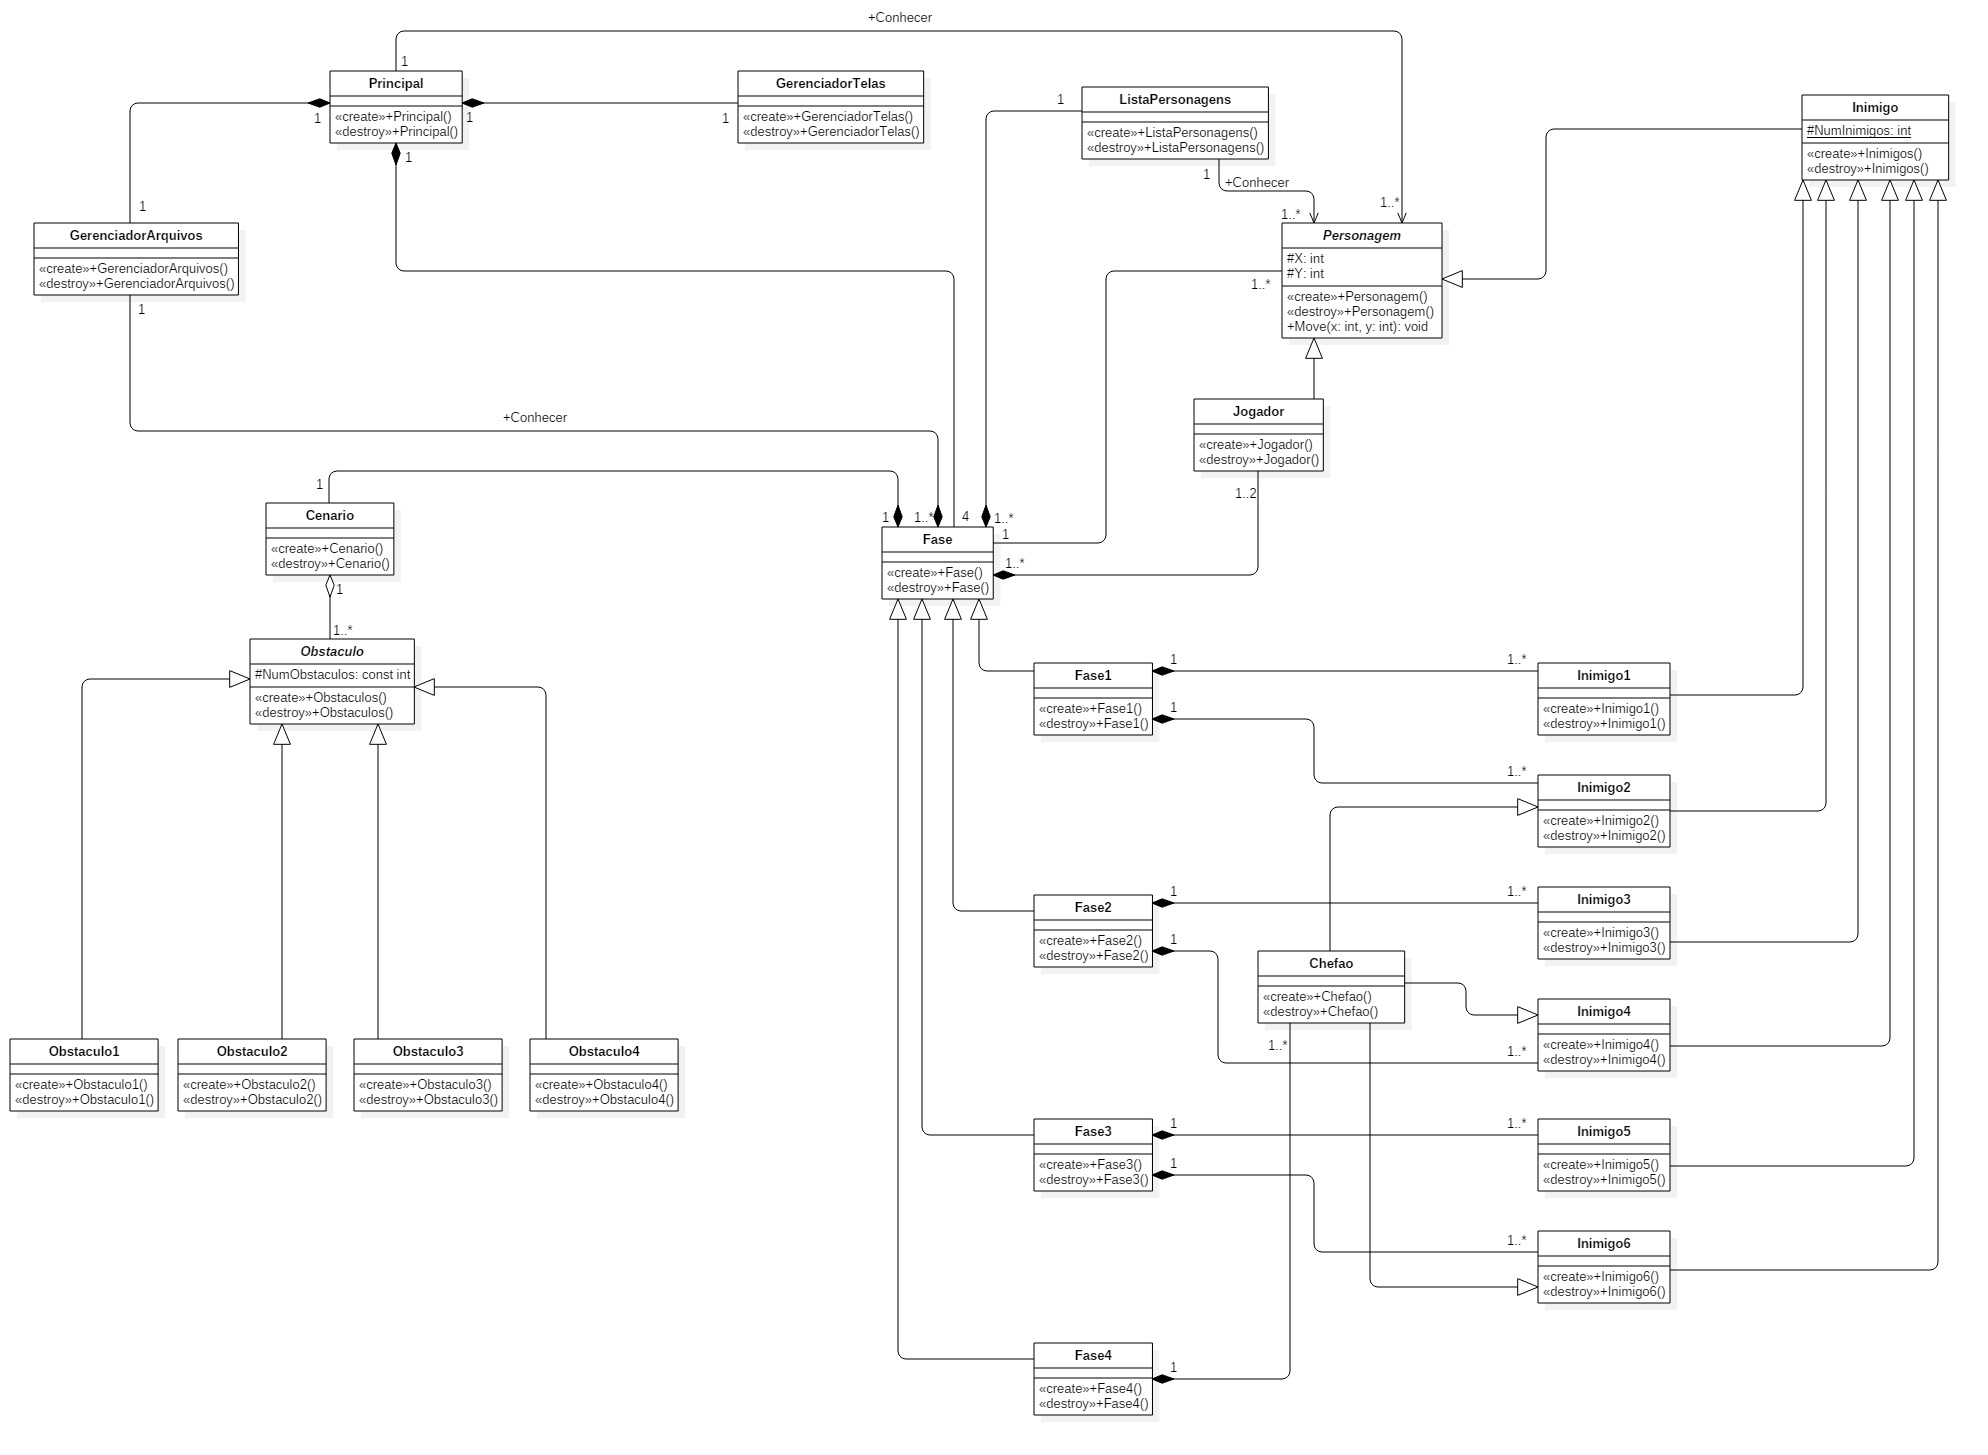 +Conhecer
1
Principal
«create»+Principal()
«destroy»+Principal()
1
1
1
GerenciadorTelas
«create»+GerenciadorTelas()
«destroy»+GerenciadorTelas()
1
1
ListaPersonagens
«create»+ListaPersonagens()
«destroy»+ListaPersonagens()
1
+Conhecer
1..*
1..*
Inimigo
#NumInimigos: int
«create»+Inimigos()
«destroy»+Inimigos()
1
GerenciadorArquivos
«create»+GerenciadorArquivos()
«destroy»+GerenciadorArquivos()
1
Personagem
#X: int
#Y: int
«create»+Personagem()
«destroy»+Personagem()
+Move(x: int, y: int): void
1..*
Jogador
«create»+Jogador()
«destroy»+Jogador()
1..2
+Conhecer
1
Cenario
«create»+Cenario()
«destroy»+Cenario()
1
1..*
1
1..*
4
1..*
1
1..*
Fase
«create»+Fase()
«destroy»+Fase()
Obstaculo
#NumObstaculos: const int
«create»+Obstaculos()
«destroy»+Obstaculos()
Fase1
«create»+Fase1()
«destroy»+Fase1()
1
1..*
1
1..*
Inimigo1
«create»+Inimigo1()
«destroy»+Inimigo1()
Inimigo2
«create»+Inimigo2()
«destroy»+Inimigo2()
Fase2
«create»+Fase2()
«destroy»+Fase2()
1
1..*
1
1..*
Inimigo3
«create»+Inimigo3()
«destroy»+Inimigo3()
Chefao
«create»+Chefao()
«destroy»+Chefao()
1..*
Inimigo4
«create»+Inimigo4()
«destroy»+Inimigo4()
Obstaculo1
«create»+Obstaculo1()
«destroy»+Obstaculo1()
Obstaculo2
«create»+Obstaculo2()
«destroy»+Obstaculo2()
Obstaculo3
«create»+Obstaculo3()
«destroy»+Obstaculo3()
Obstaculo4
«create»+Obstaculo4()
«destroy»+Obstaculo4()
Fase3
«create»+Fase3()
«destroy»+Fase3()
1
1..*
1
1..*
Inimigo5
«create»+Inimigo5()
«destroy»+Inimigo5()
Inimigo6
«create»+Inimigo6()
«destroy»+Inimigo6()
Fase4
«create»+Fase4()
«destroy»+Fase4()
1